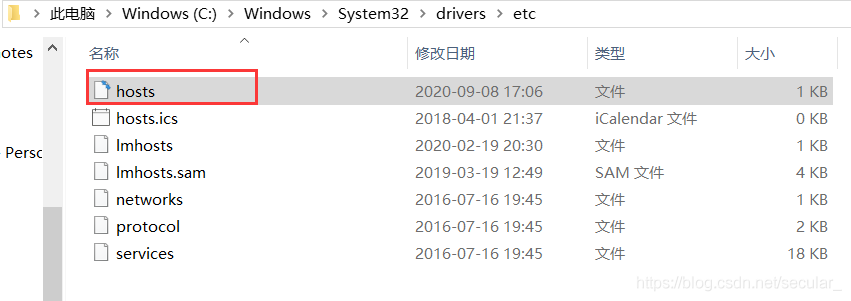 此电脑 > Windows (C:) > Windows > System32 > drivers > etc
名称 修改日期 类型 大小
hosts 2020-09-08 17:06 文件 1 KB
hosts.ics 2018-04-01 21:37 iCalendar 文件 0 KB
lmhosts 2020-02-19 20:30 文件 1 KB
lmhosts.sam 2019-03-19 12:49 SAM 文件 4 KB
networks 2016-07-16 19:45 文件 1 KB
protocol 2016-07-16 19:45 文件 2 KB
services 2016-07-16 19:45 文件 18 KB
otes
Perso
https://blog.csdn.net/secular_